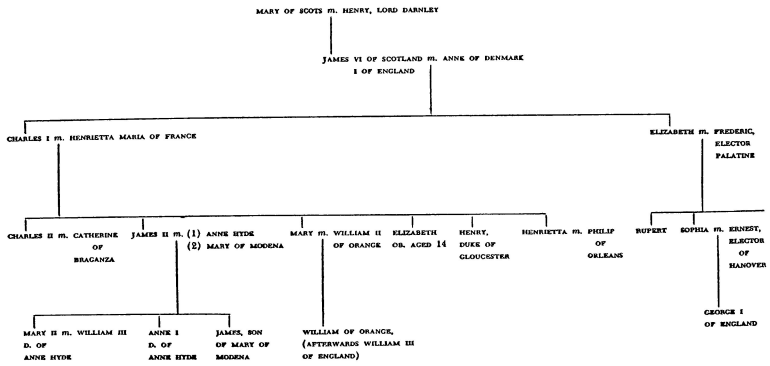 MARY OF SCOTS m. HENRY, LORD DARNLEY
JAMES VI OF SCOTLAND m. ANNE OF DENMARK
I OF ENGLAND
CHARLES I m. HENRIETTA MARIA OF FRANCE
ELIZABETH m. FREDERIC,
ELECTOR
PALATINE
CHARLES II m. CATHERINE
OF
BRAGANZA
JAMES II m. (1) ANNE HYDE
(2) MARY OF MODENA
MARY m. WILLIAM II
OF ORANGE
ELIZABETH
OB. AGED 14
HENRY,
DUKE OF
GLOUCESTER
HENRIETTA m. PHILIP
OF
ORLEANS
RUPERT
SOPHIA m. ERNEST,
ELECTOR
OF
HANOVER
MARY II m. WILLIAM III
D. OF
ANNE HYDE
ANNE I
D. OF
ANNE HYDE
JAMES, SON
OF MARY OF
MODENA
WILLIAM OF ORANGE,
(AFTERWARDS WILLIAM III
OF ENGLAND)
GEORGE I
OF ENGLAND